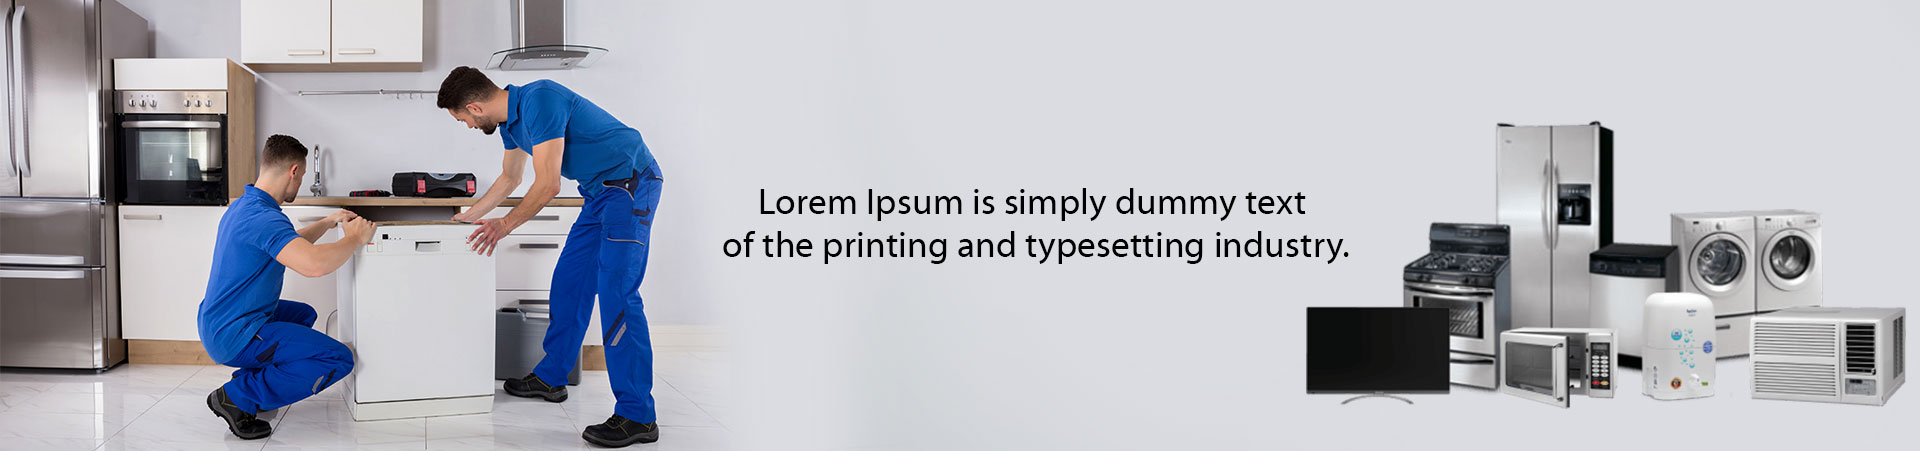 Lorem Ipsum is simply dummy text
of the printing and typesetting industry.